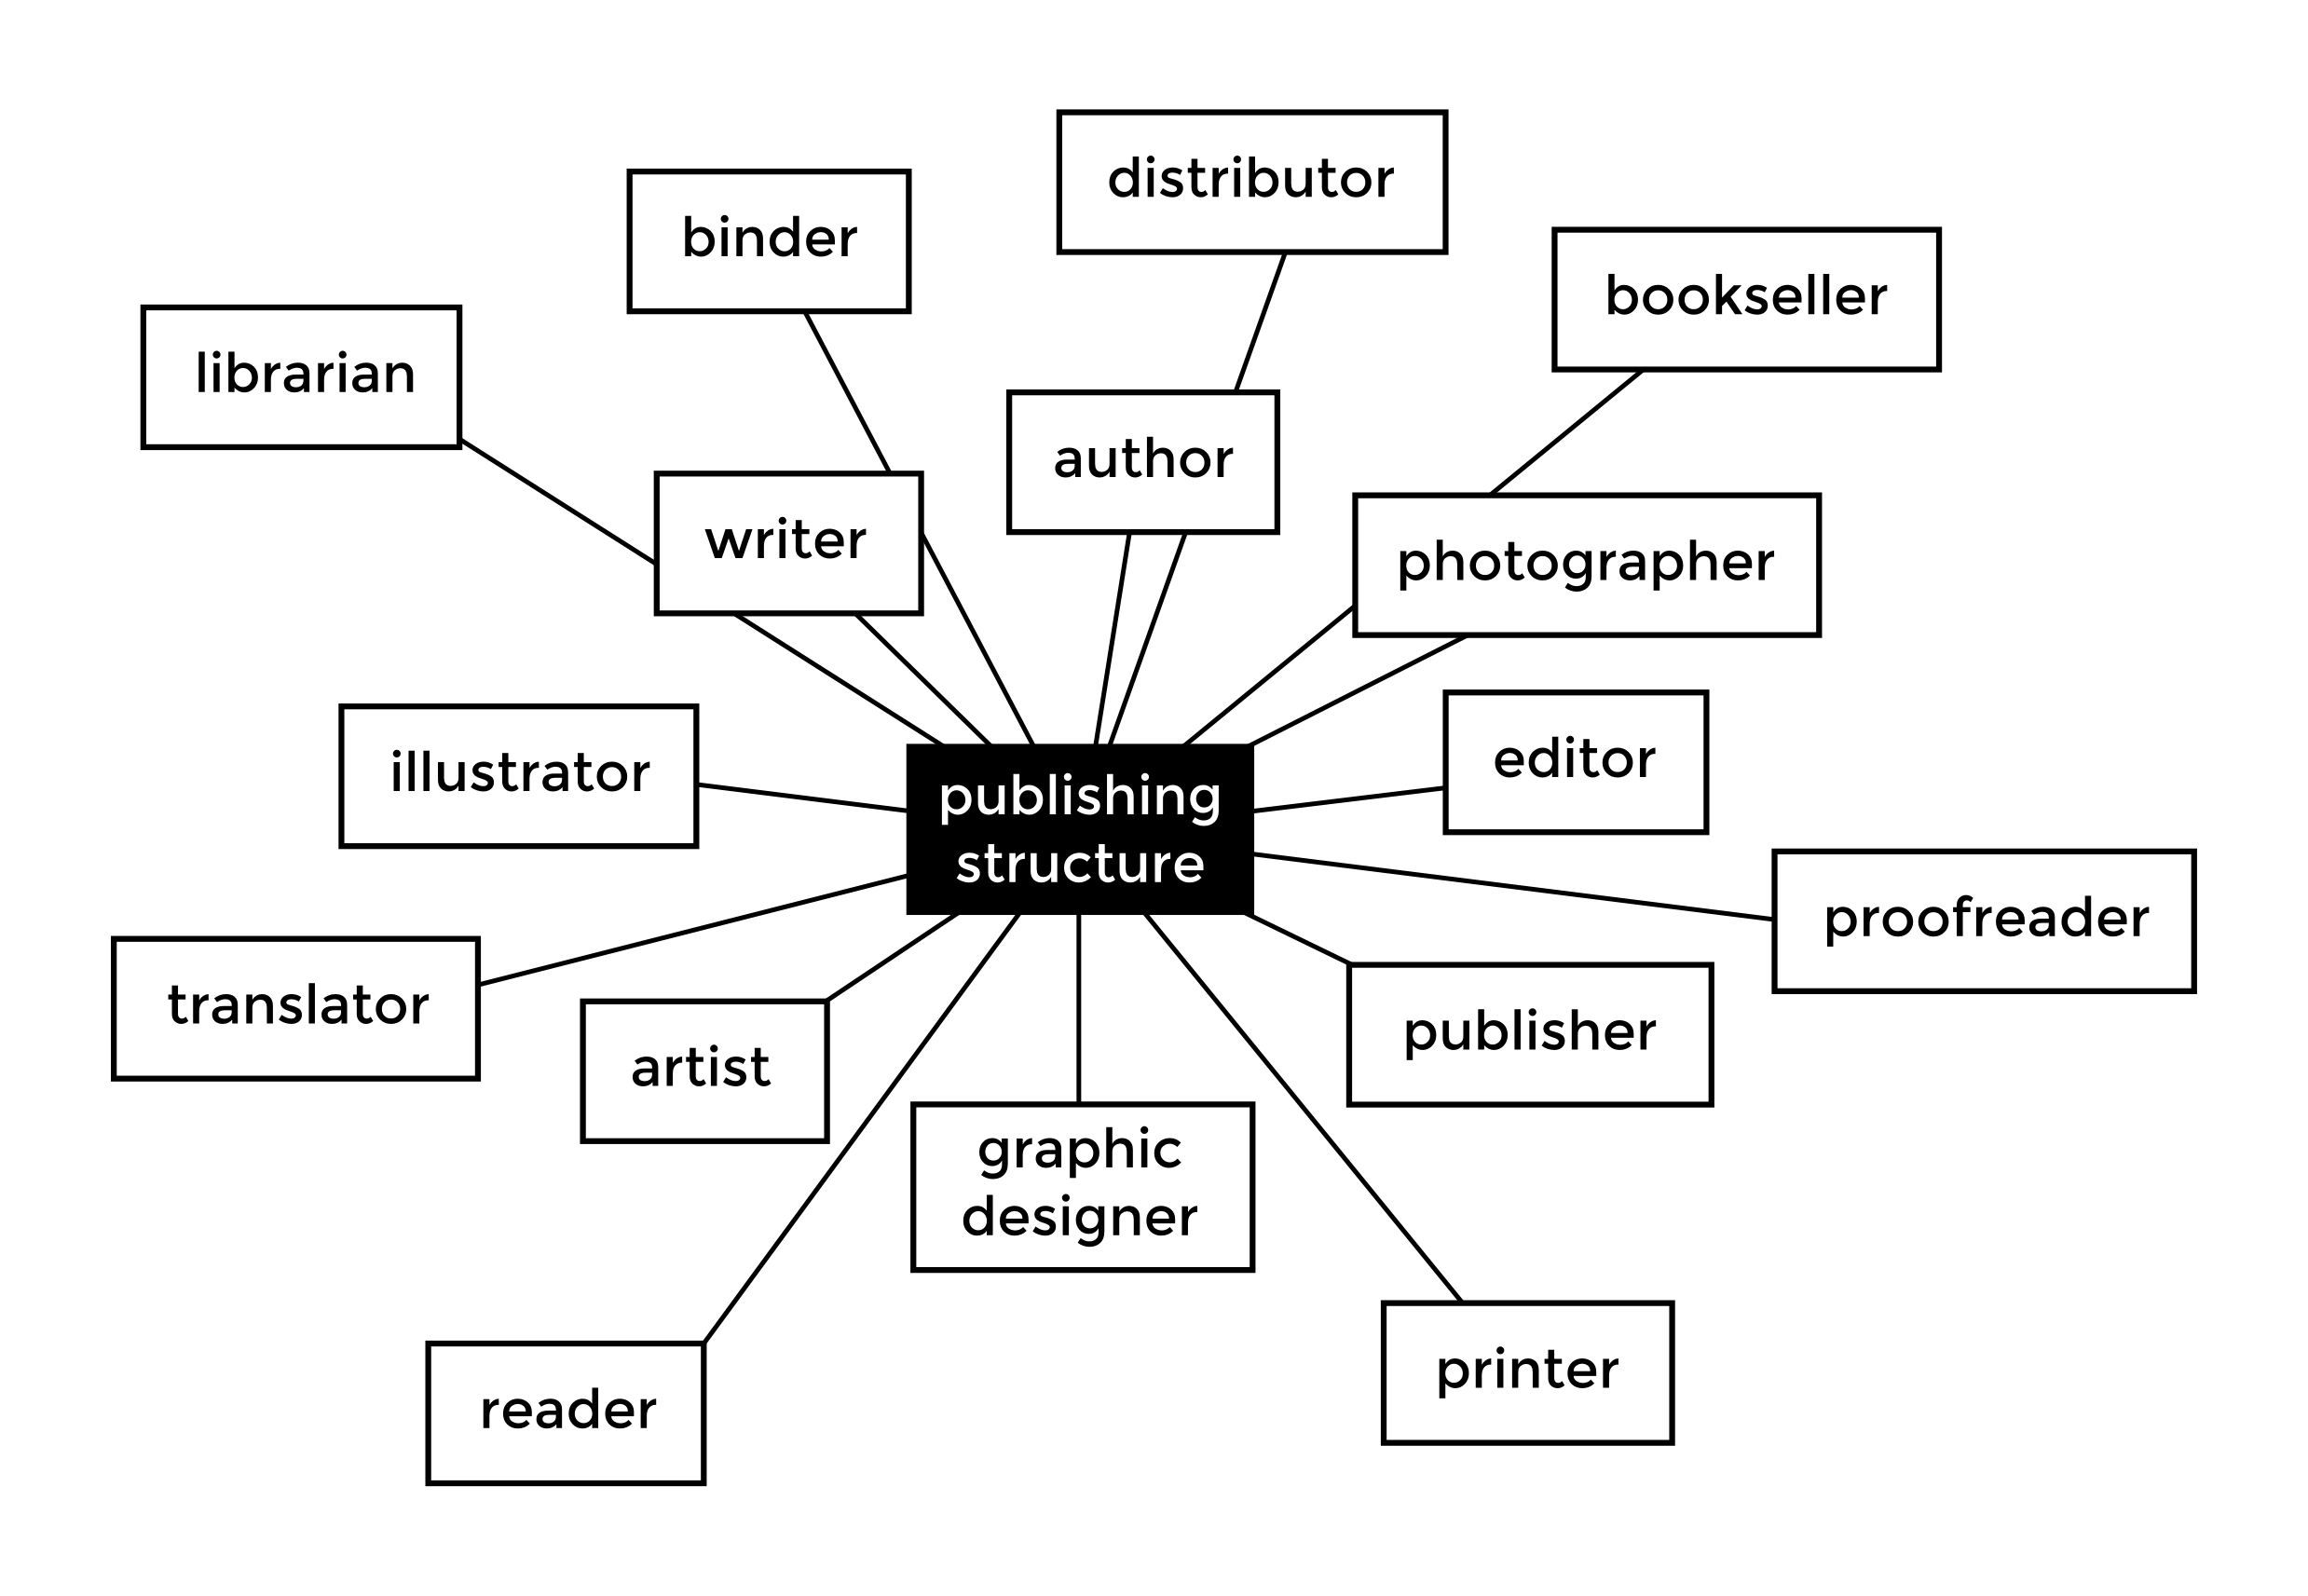 distributor
binder
bookseller
librarian
author
writer
photographer
editor
illustrator
publishing
structure
proofreader
translator
publisher
artist
graphic
designer
printer
reader